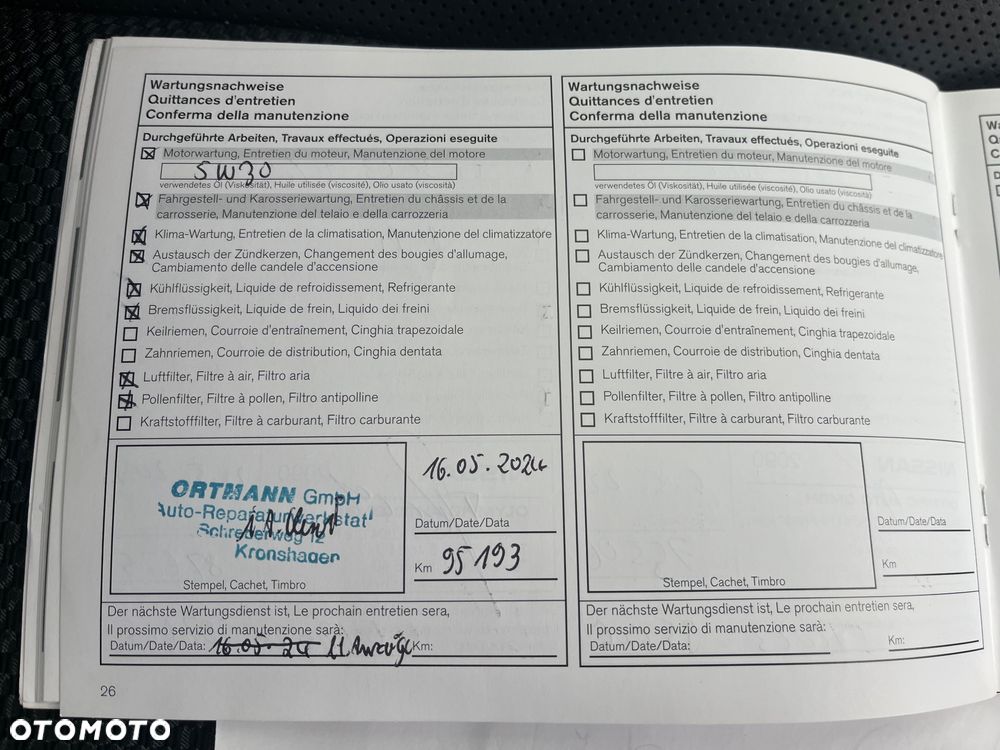 Wartungsnachweise
Quittances d'entretien
Conferma della manutenzione
Durchgeführte Arbeiten, Travaux effectués, Operazioni eseguite
Motorwartung, Entretien du moteur, Manutenzione del motore
5W30
verwendetes Öl (Viskosität), Huile utilisée (viscosité), Olio usato (viscosità)
Fahrgestell- und Karosseriewartung, Entretien du châssis et de la
carrosserie, Manutenzione del telaio e della carrozzeria
Klima-Wartung, Entretien de la climatisation, Manutenzione del climatizzatore
Austausch der Zündkerzen, Changement des bougies d'allumage,
Cambiamento delle candele d'accensione
Kühlflüssigkeit, Liquide de refroidissement, Refrigerante
Bremsflüssigkeit, Liquide de frein, Liquido dei freini
Keilriemen, Courroie d'entraînement, Cinghia trapezoidale
Zahnriemen, Courroie de distribution, Cinghia dentata
Luftfilter, Filtre à air, Filtro aria
Pollenfilter, Filtre à pollen, Filtro antipolline
Kraftstofffilter, Filtre à carburant, Filtro carburante
ORTMANN GmbH
Auto-Reparaturwerkstatt
Schreberweg 12
Kronshagen
Stempel, Cachet, Timbro
16.05.2024
Datum/Date/Data
Km 95193
Der nächste Wartungsdienst ist, Le prochain entretien sera,
Il prossimo servizio di manutenzione sarà:
Datum/Date/Data: 16.05.24 Km:
26
Wartungsnachweise
Quittances d'entretien
Conferma della manutenzione
Durchgeführte Arbeiten, Travaux effectués, Operazioni eseguite
Motorwartung, Entretien du moteur, Manutenzione del motore
verwendetes Öl (Viskosität), Huile utilisée (viscosité), Olio usato (viscosità)
Fahrgestell- und Karosseriewartung, Entretien du châssis et de la
carrosserie, Manutenzione del telaio e della carrozzeria
Klima-Wartung, Entretien de la climatisation, Manutenzione del climatizzatore
Austausch der Zündkerzen, Changement des bougies d'allumage,
Cambiamento delle candele d'accensione
Kühlflüssigkeit, Liquide de refroidissement, Refrigerante
Bremsflüssigkeit, Liquide de frein, Liquido dei freini
Keilriemen, Courroie d'entraînement, Cinghia trapezoidale
Zahnriemen, Courroie de distribution, Cinghia dentata
Luftfilter, Filtre à air, Filtro aria
Pollenfilter, Filtre à pollen, Filtro antipolline
Kraftstofffilter, Filtre à carburant, Filtro carburante
Stempel, Cachet, Timbro
Datum/Date/Data
Km
Der nächste Wartungsdienst ist, Le prochain entretien sera,
Il prossimo servizio di manutenzione sarà:
Datum/Date/Data: Km:
OTOMOTO